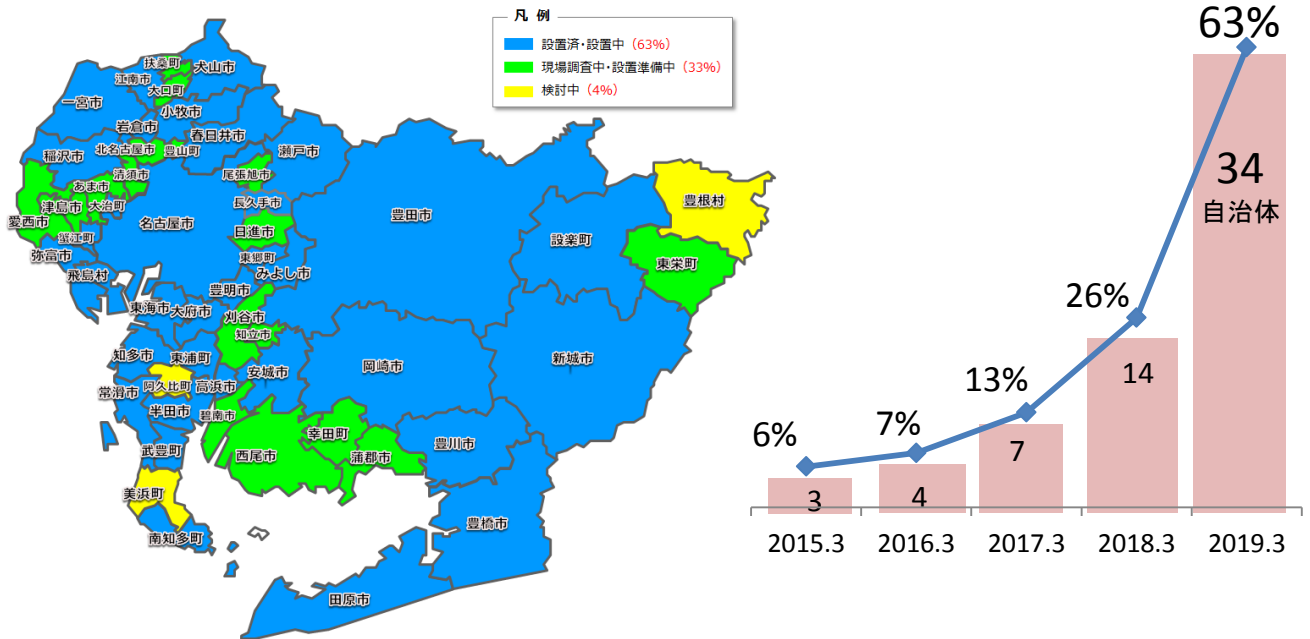 凡 例
設置済・設置中（63%）
現場調査中・設置準備中（33%）
検討中（4%）
扶桑町
犬山市
江南市
大口町
一宮市
小牧市
岩倉市
春日井市
北名古屋市
豊山町
瀬戸市
稲沢市
清須市
尾張旭市
あま市
長久手市
津島市
大治町
愛西市
名古屋市
豊田市
豊根村
日進市
設楽町
蟹江町
弥富市
東郷町
東栄町
飛島村
みよし市
豊明市
東海市
大府市
刈谷市
知立市
知多市
東浦町
岡崎市
新城市
安城市
阿久比町
高浜市
常滑市
半田市
碧南市
幸田町
豊川市
武豊町
西尾市
蒲郡市
美浜町
豊橋市
南知多町
田原市
63%
34
自治体
26%
14
13%
7
7%
4
6%
3
2015.3
2016.3
2017.3
2018.3
2019.3